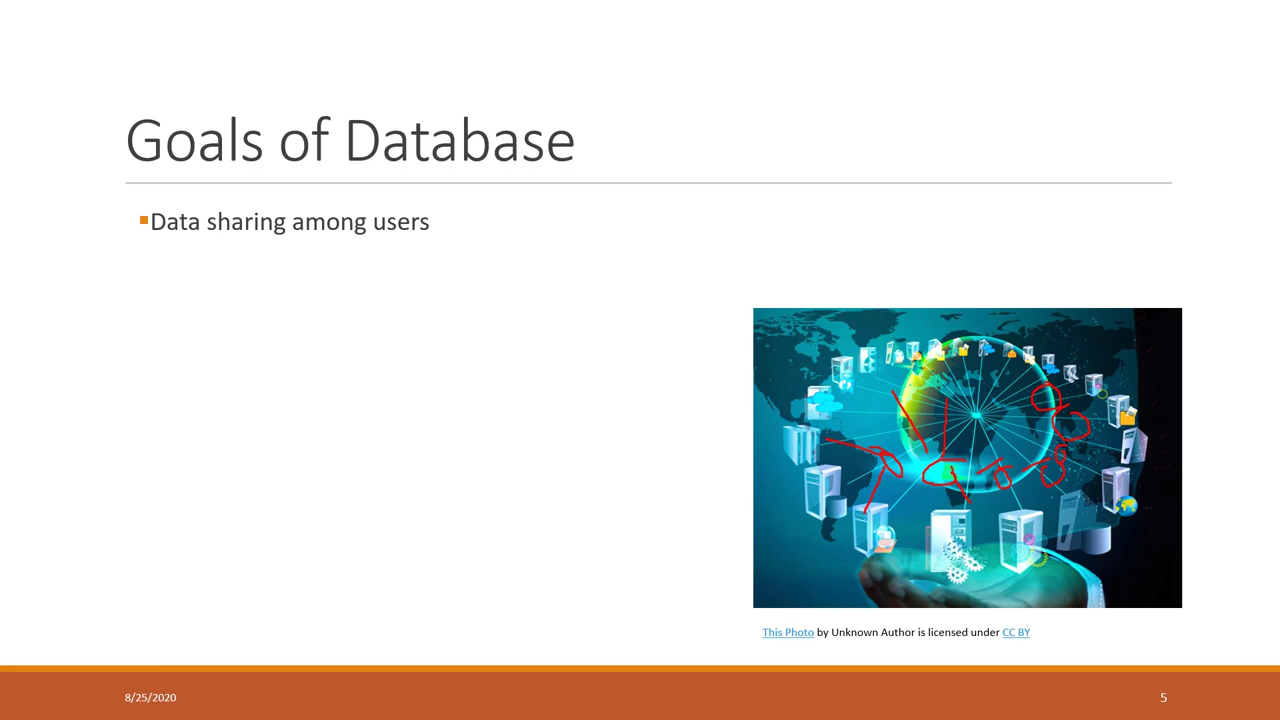 Goals of Database
Data sharing among users
This Photo by Unknown Author is licensed under CC BY
8/25/2020
5